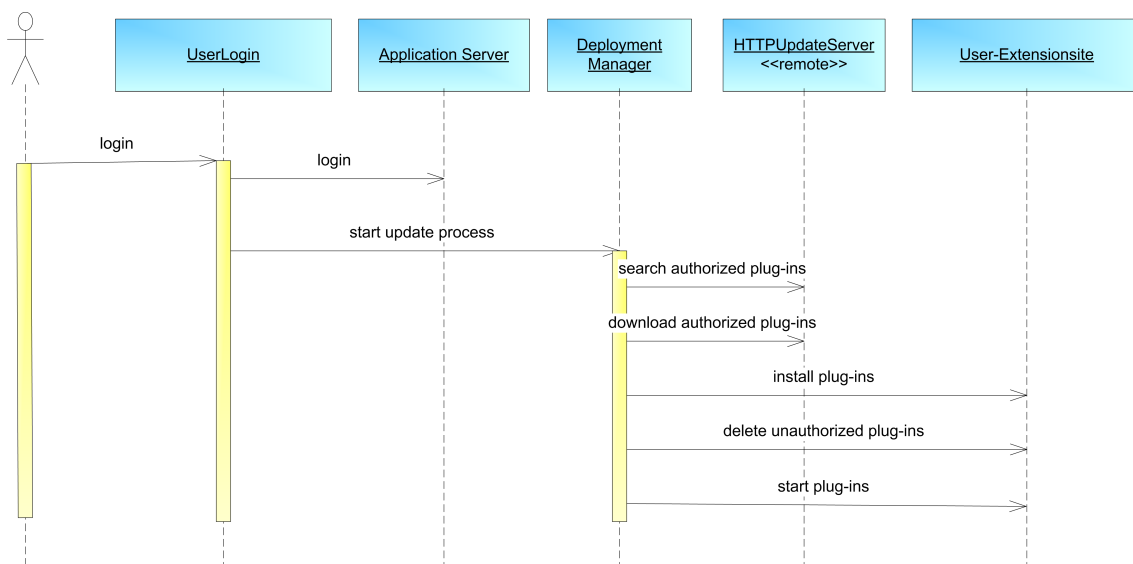 UserLogin
Application Server
Deployment
Manager
HTTPUpdateServer
<<remote>>
User-Extensionsite
login
login
start update process
search authorized plug-ins
download authorized plug-ins
install plug-ins
delete unauthorized plug-ins
start plug-ins